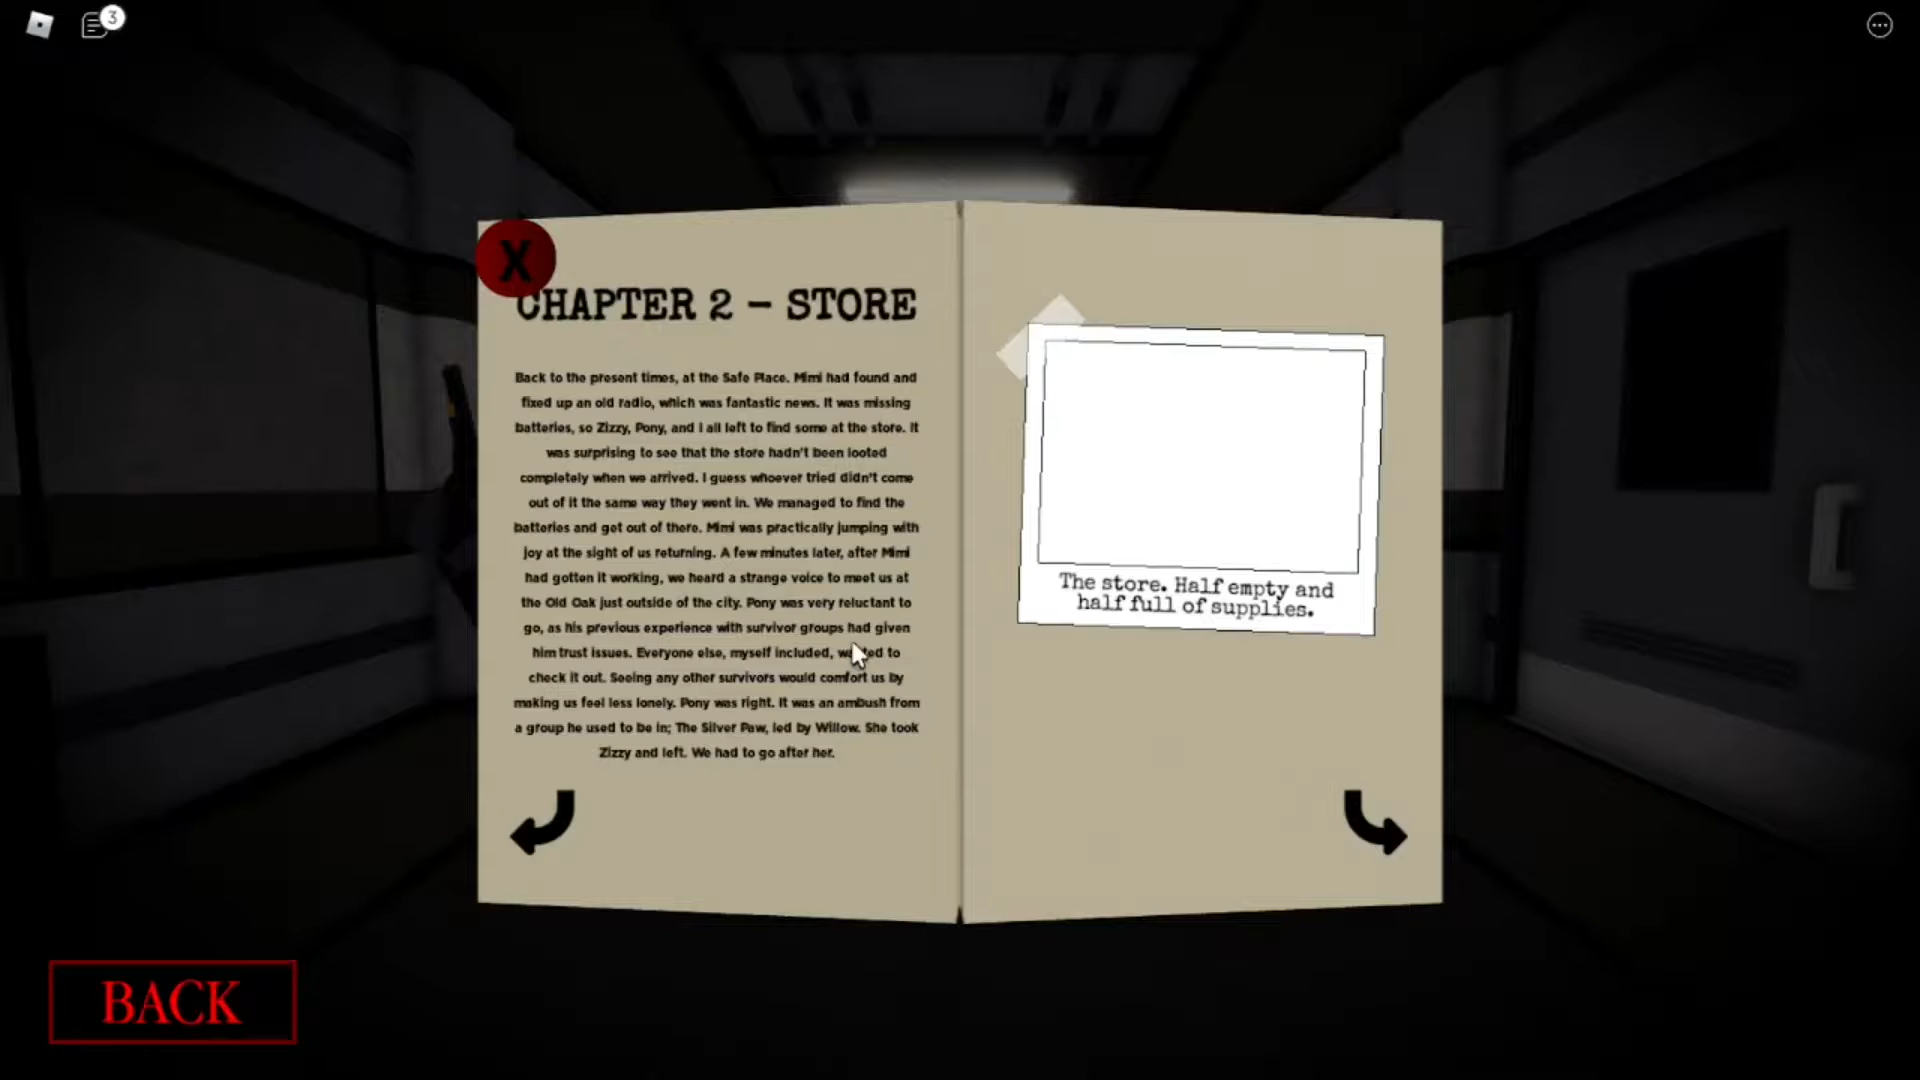 3
X
CHAPTER 2 - STORE
Back to the present times, at the Safe Place. Mimi had found and
fixed up an old radio, which was fantastic news. It was missing
batteries, so Zizzy, Pony, and I all left to find some at the store. It
was surprising to see that the store hadn't been looted
completely when we arrived. I guess whoever tried didn't come
out of it the same way they went in. We managed to find the
batteries and get out of there. Mimi was practically jumping with
joy at the sight of us returning. A few minutes later, after Mimi
had gotten it working, we heard a strange voice to meet us at
the Old Oak just outside of the city. Pony was very reluctant to
go, as his previous experience with survivor groups had given
him trust issues. Everyone else, myself included, wanted to
check it out. Seeing any other survivors would comfort us by
making us feel less lonely. Pony was right. It was an ambush from
a group he used to be in; The Silver Paw, led by Willow. She took
Zizzy and left. We had to go after her.
The store. Half empty and
half full of supplies.
BACK